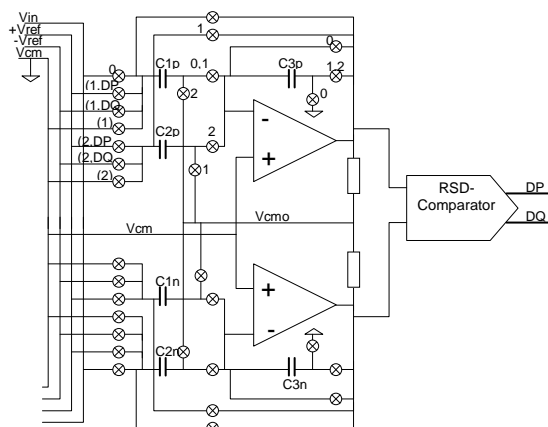 Vin
+Vref
-Vref
Vcm
1
0
0 C1p 0,1 C3p 1,2
(1,DP 2 0
(1,DQ
(1)
(2,DP C2p 2
(2,DQ
(2) 1
-
+
RSD-
Comparator
DP
DQ
Vcmo
Vcm
C1n
+
-
C2n
C3n